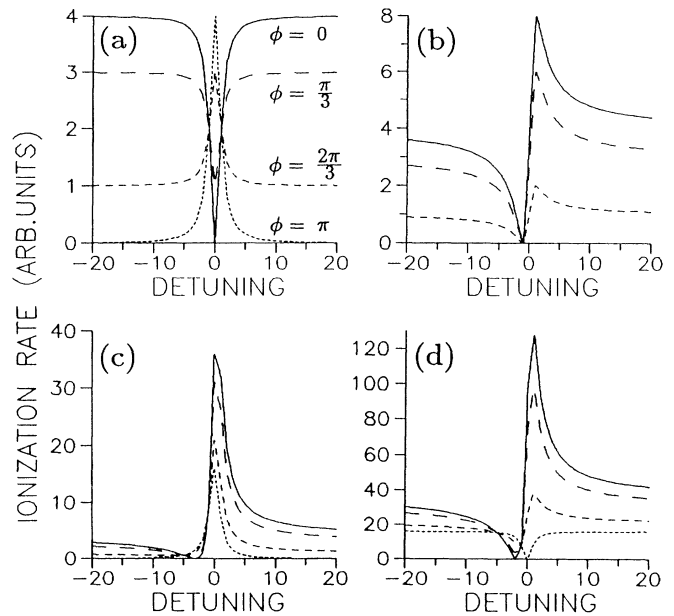 IONIZATION RATE (ARB.UNITS)
4
3
2
1
0
(a)
ϕ = 0
ϕ = π/3
ϕ = 2π/3
ϕ = π
−20 −10 0 10 20
DETUNING
8
6
4
2
0
(b)
−20 −10 0 10 20
DETUNING
40
30
20
10
0
(c)
−20 −10 0 10 20
DETUNING
120
100
80
60
40
20
0
(d)
−20 −10 0 10 20
DETUNING